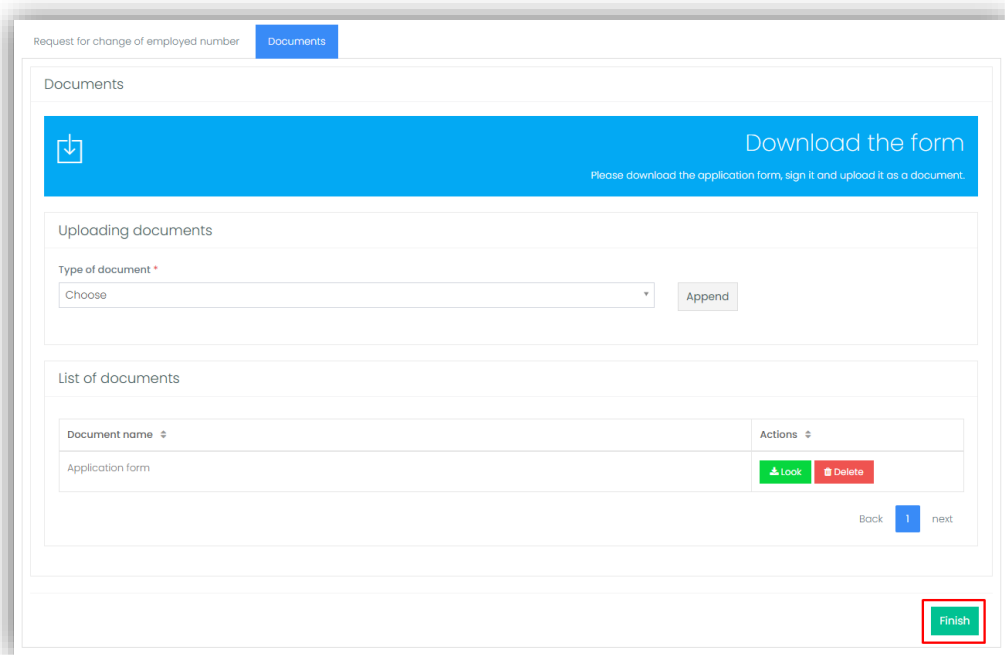 Request for change of employed number
Documents
Documents
Download the form
Please download the application form, sign it and upload it as a document.
Uploading documents
Type of document *
Choose
Append
List of documents
Document name
Actions
Application form
Look
Delete
Back 1 next
Finish